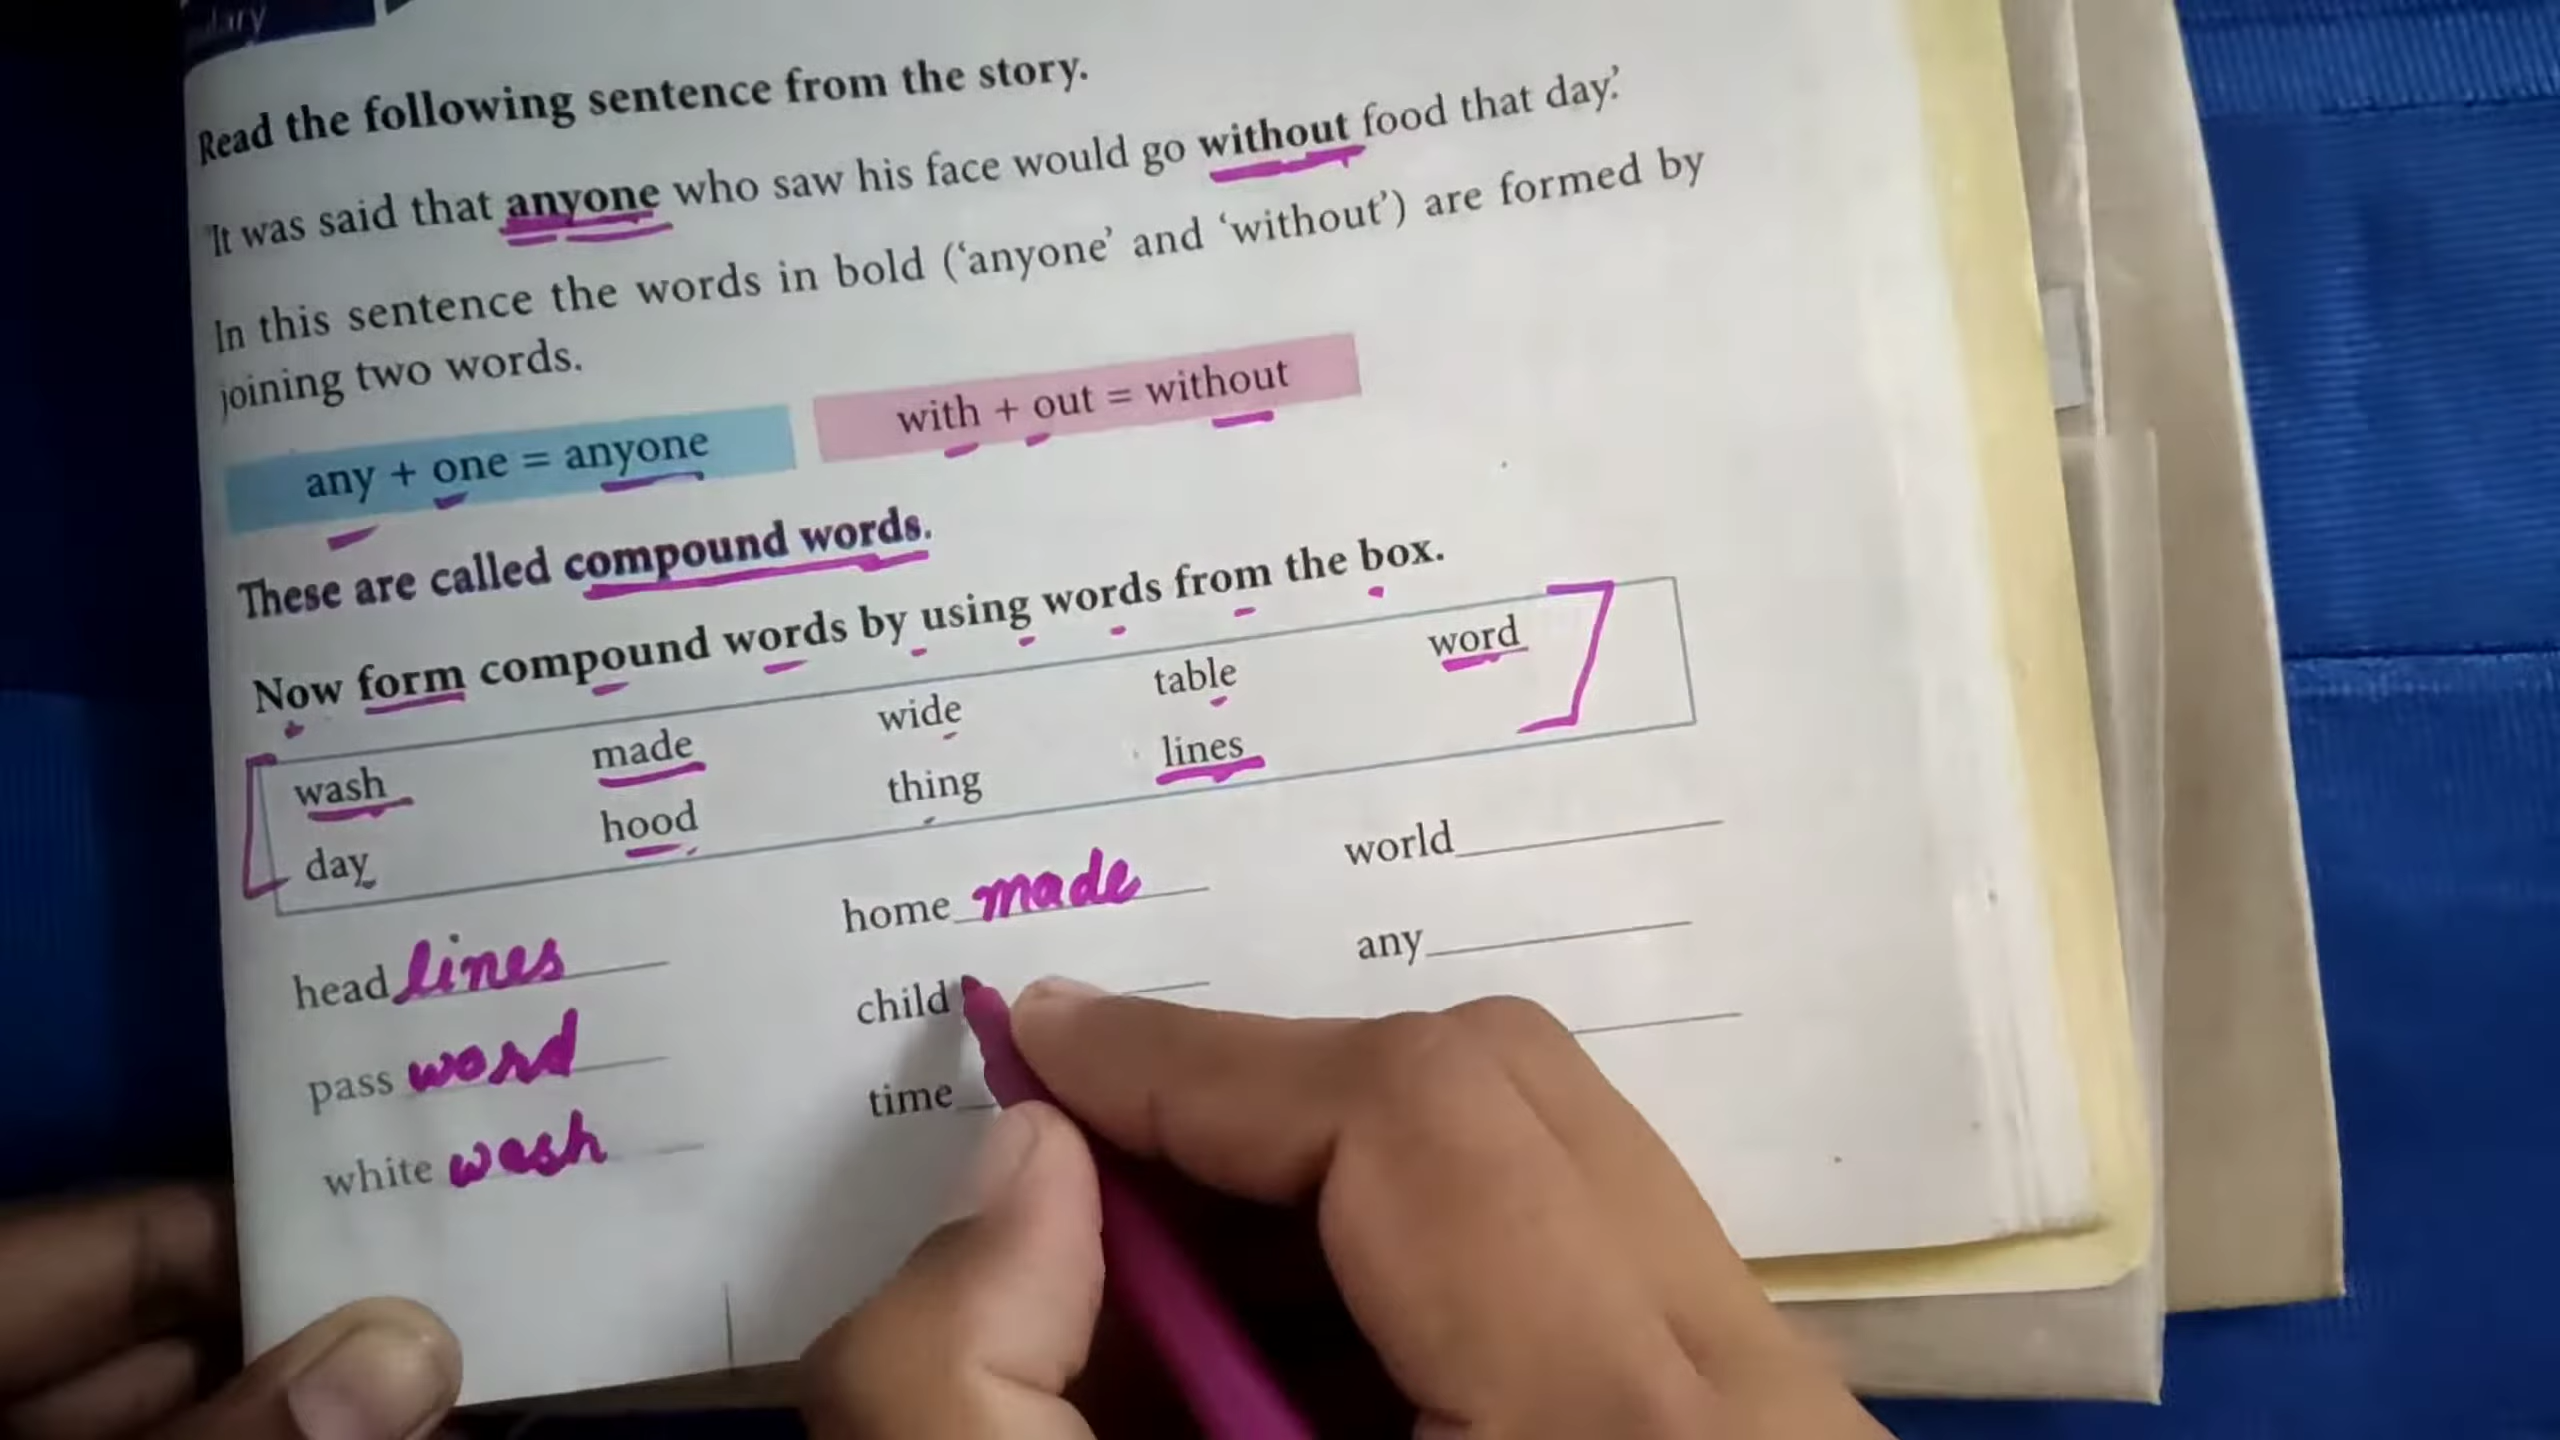 Read the following sentence from the story.
'It was said that anyone who saw his face would go without food that day.'
In this sentence the words in bold ('anyone' and 'without') are formed by
joining two words.
any + one = anyone with + out = without
These are called compound words.
Now form compound words by using words from the box.
wash made wide table word
day hood thing lines
head lines home made world
pass word child any
white wash time